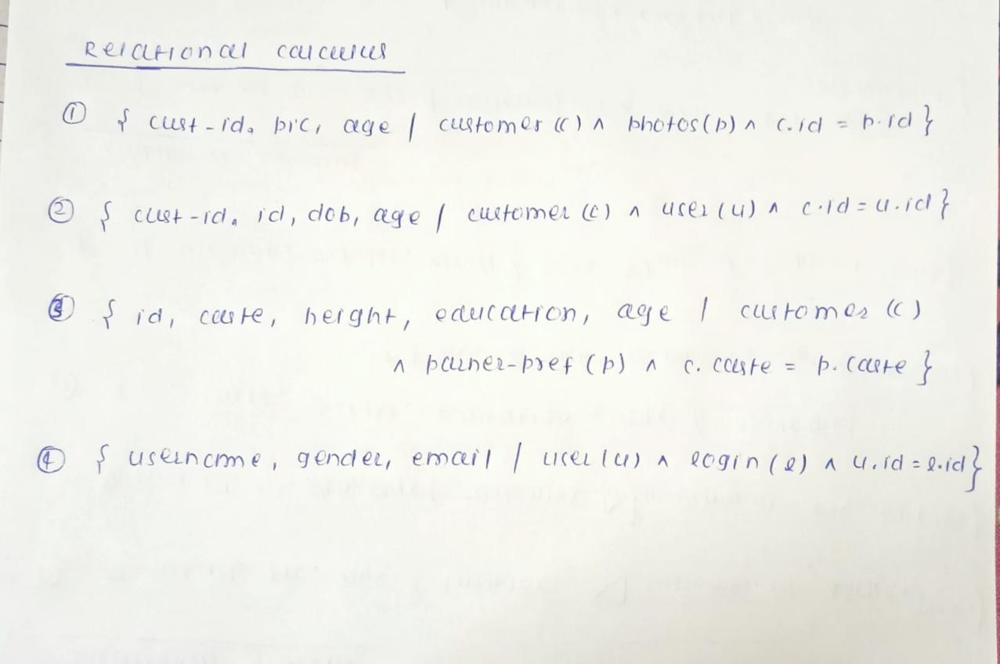 Relational calculus
① { cust-id, pic, age | customer (c) ∧ photos(p) ∧ c.id = p.id }
② { cust-id, id, dob, age | customer (c) ∧ user (u) ∧ c.id = u.id }
③ { id, caste, height, education, age | customer (c)
∧ partner-pref (p) ∧ c. caste = p. caste }
④ { username, gender, email | user (u) ∧ login (l) ∧ u.id = l.id }